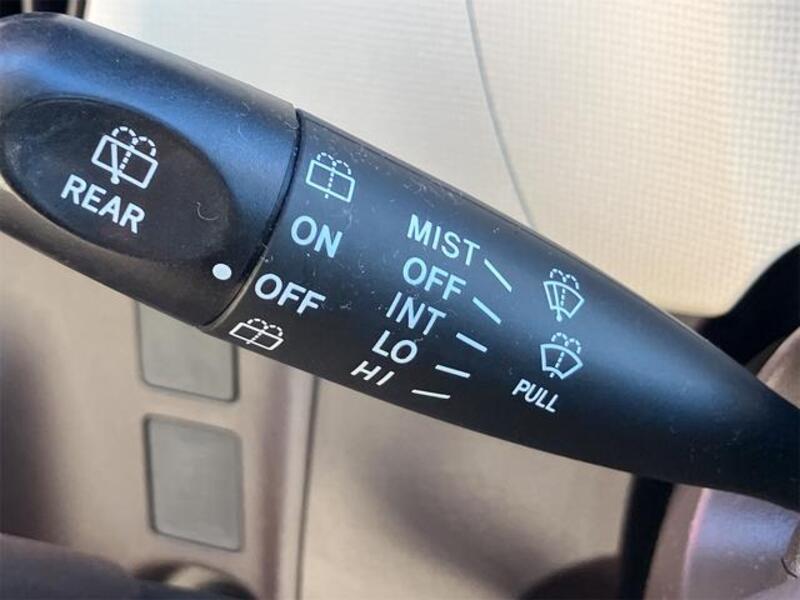 REAR
ON
OFF
MIST
OFF
INT
LO
HI
PULL